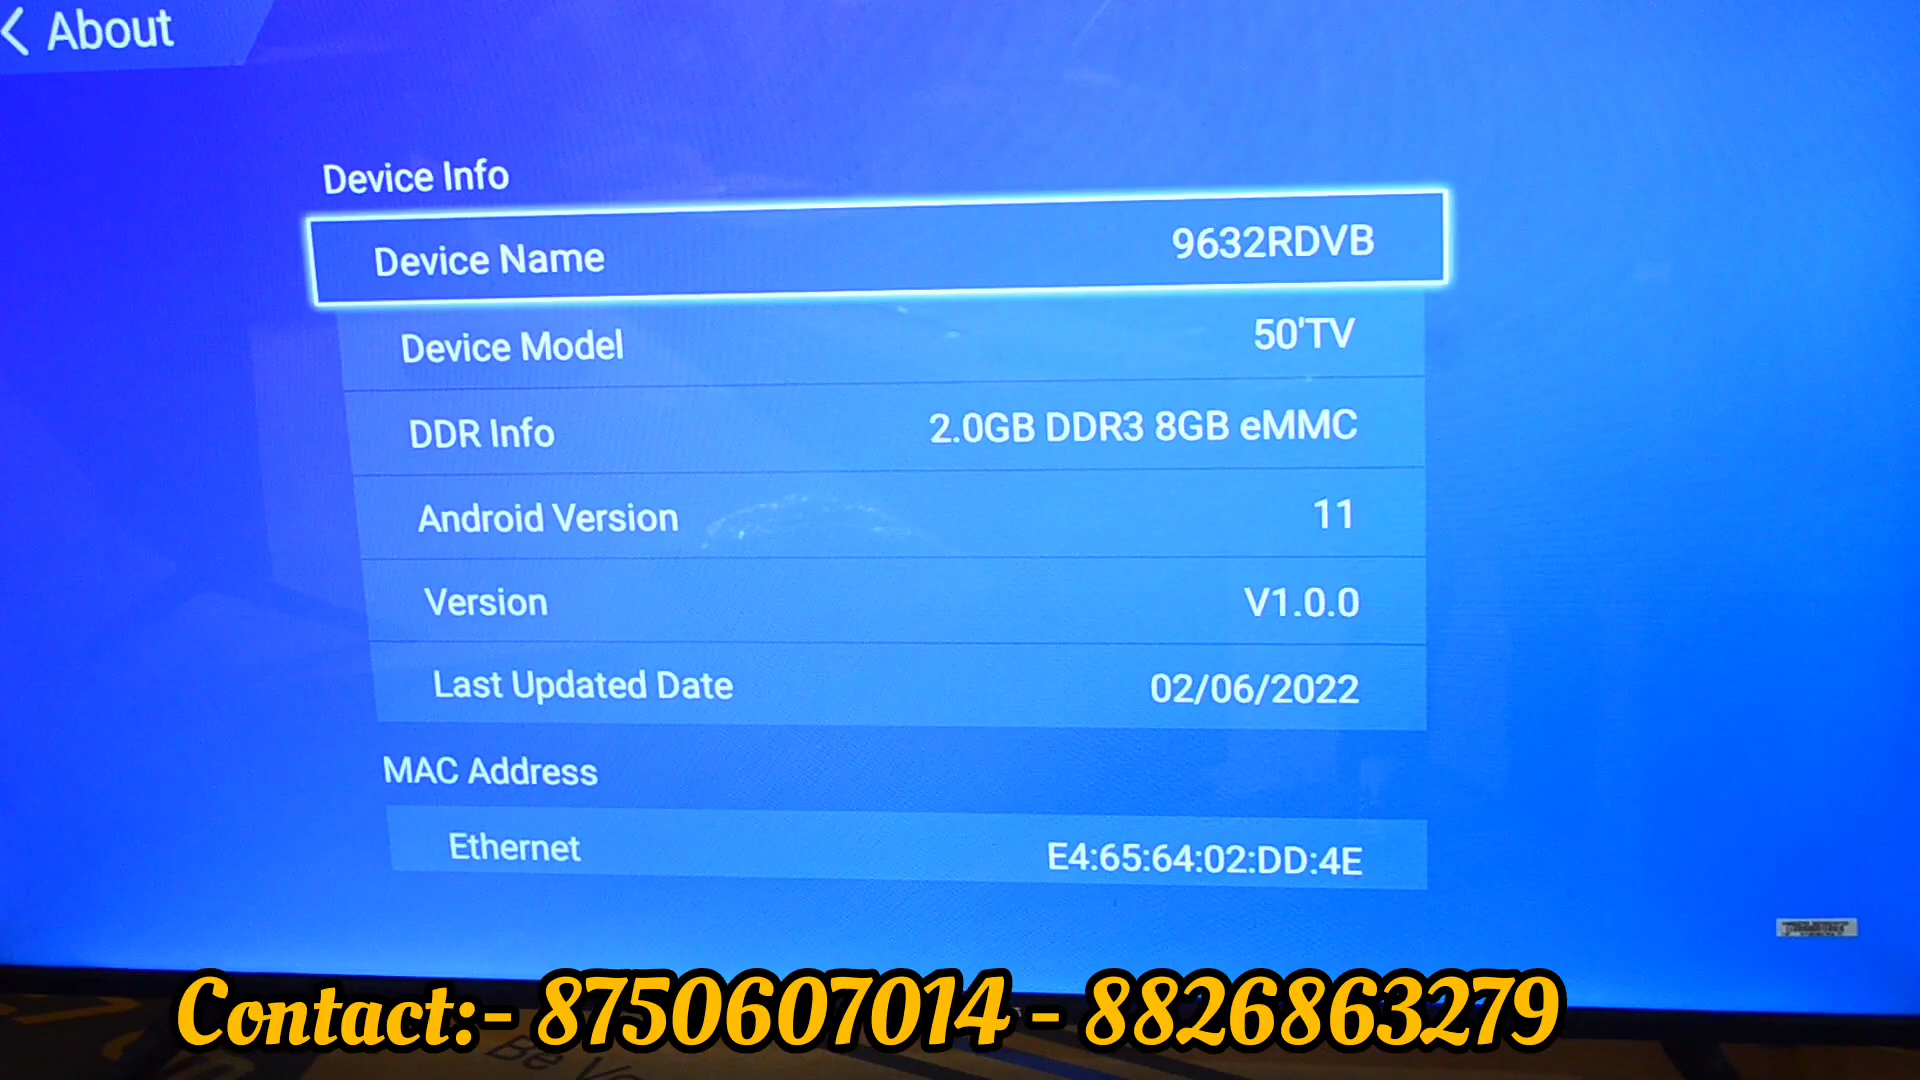 < About
Device Info
Device Name 9632RDVB
Device Model 50'TV
DDR Info 2.0GB DDR3 8GB eMMC
Android Version 11
Version V1.0.0
Last Updated Date 02/06/2022
MAC Address
Ethernet E4:65:64:02:DD:4E
Contact:- 8750607014 - 8826863279
Be